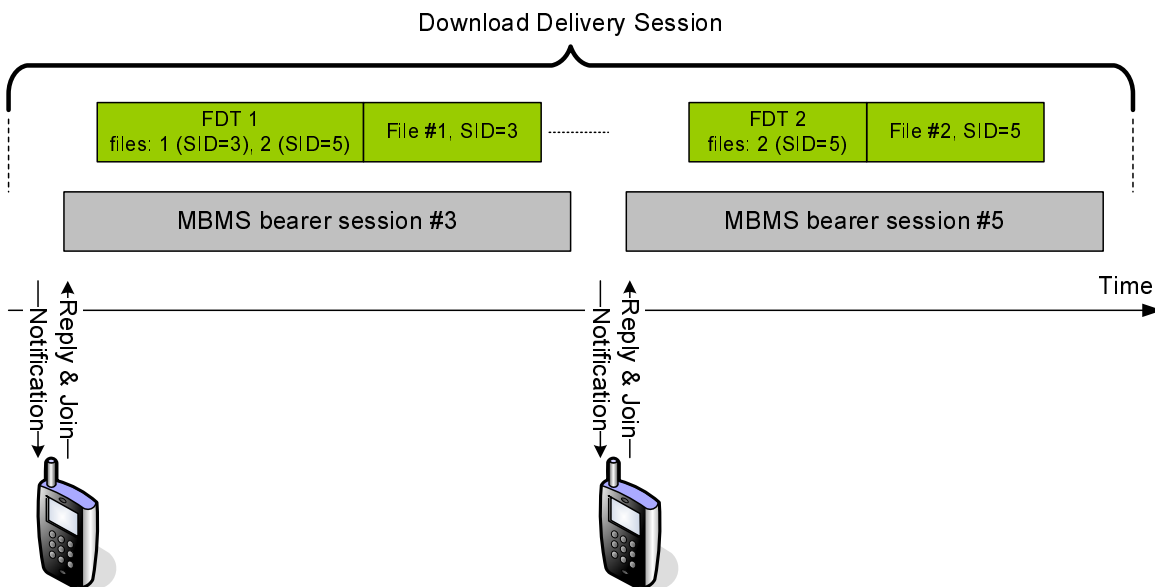 Download Delivery Session
FDT 1
files: 1 (SID=3), 2 (SID=5)
File #1, SID=3
FDT 2
files: 2 (SID=5)
File #2, SID=5
MBMS bearer session #3
MBMS bearer session #5
Time
Notification
Reply & Join
Notification
Reply & Join